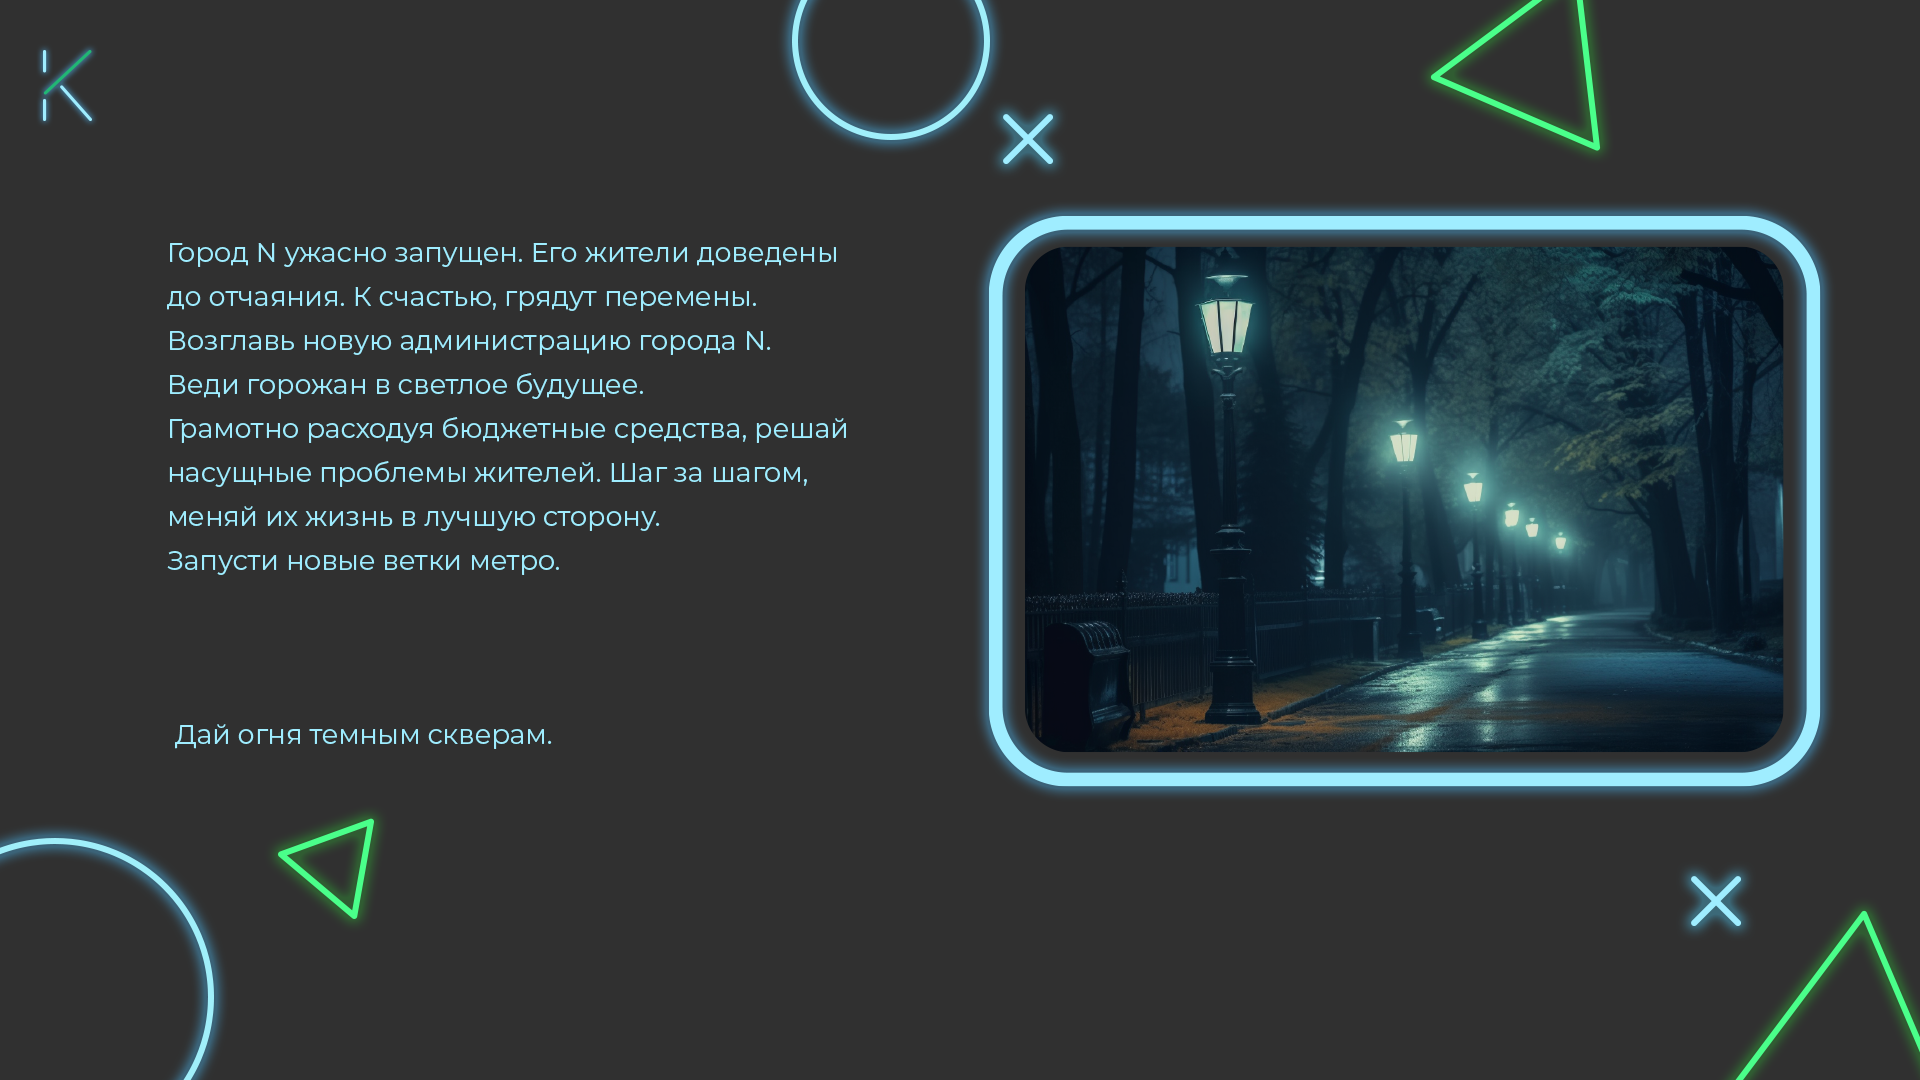 К
Город N ужасно запущен. Его жители доведены
до отчаяния. К счастью, грядут перемены.
Возглавь новую администрацию города N.
Веди горожан в светлое будущее.
Грамотно расходуя бюджетные средства, решай
насущные проблемы жителей. Шаг за шагом,
меняй их жизнь в лучшую сторону.
Запусти новые ветки метро.
Дай огня темным скверам.